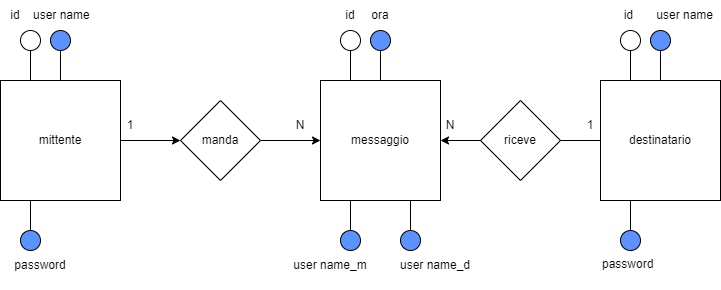 id user name
id ora
id user name
mittente
1
manda
N
messaggio
N
riceve
1
destinatario
password
user name_m
user name_d
password